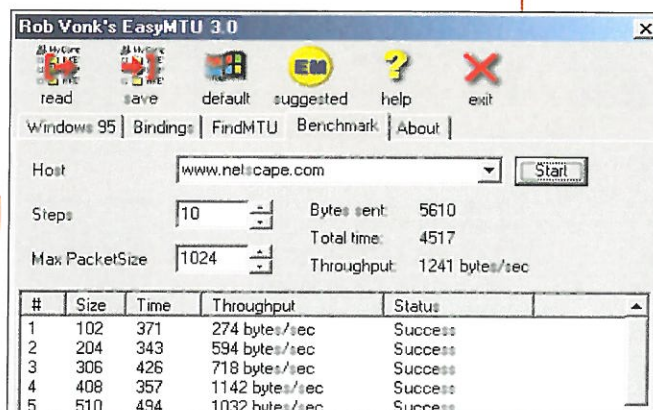 Rob Vonk's EasyMTU 3.0
read save default suggested help exit
Windows 95 Bindings FindMTU Benchmark About
Host www.netscape.com Start
Steps 10 Bytes sent: 5610
Total time: 4517
Max PacketSize 1024 Throughput: 1241 bytes/sec
# Size Time Throughput Status
1 102 371 274 bytes/sec Success
2 204 343 594 bytes/sec Success
3 306 426 718 bytes/sec Success
4 408 357 1142 bytes/sec Success
5 510 494 1032 bytes/sec Success